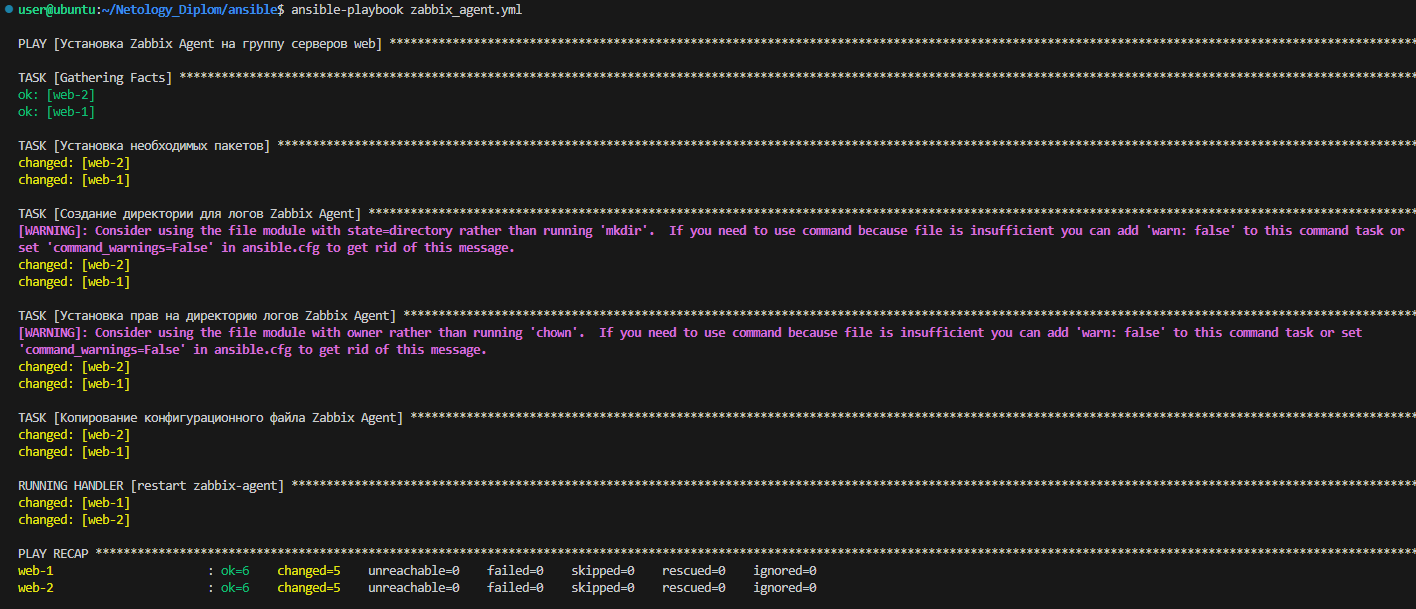 user@ubuntu:~/Netology_Diplom/ansible$ ansible-playbook zabbix_agent.yml
PLAY [Установка Zabbix Agent на группу серверов web] ****************************************************************************************************************************************************
TASK [Gathering Facts] **********************************************************************************************************************************************************************************
ok: [web-2]
ok: [web-1]
TASK [Установка необходимых пакетов] ********************************************************************************************************************************************************************
changed: [web-2]
changed: [web-1]
TASK [Создание директории для логов Zabbix Agent] *******************************************************************************************************************************************************
[WARNING]: Consider using the file module with state=directory rather than running 'mkdir'.  If you need to use command because file is insufficient you can add 'warn: false' to this command task or
set 'command_warnings=False' in ansible.cfg to get rid of this message.
changed: [web-2]
changed: [web-1]
TASK [Установка прав на директорию логов Zabbix Agent] **************************************************************************************************************************************************
[WARNING]: Consider using the file module with owner rather than running 'chown'.  If you need to use command because file is insufficient you can add 'warn: false' to this command task or set
'command_warnings=False' in ansible.cfg to get rid of this message.
changed: [web-2]
changed: [web-1]
TASK [Копирование конфигурационного файла Zabbix Agent] *************************************************************************************************************************************************
changed: [web-2]
changed: [web-1]
RUNNING HANDLER [restart zabbix-agent] ******************************************************************************************************************************************************************
changed: [web-1]
changed: [web-2]
PLAY RECAP **********************************************************************************************************************************************************************************************
web-1                      : ok=6    changed=5    unreachable=0    failed=0    skipped=0    rescued=0    ignored=0
web-2                      : ok=6    changed=5    unreachable=0    failed=0    skipped=0    rescued=0    ignored=0